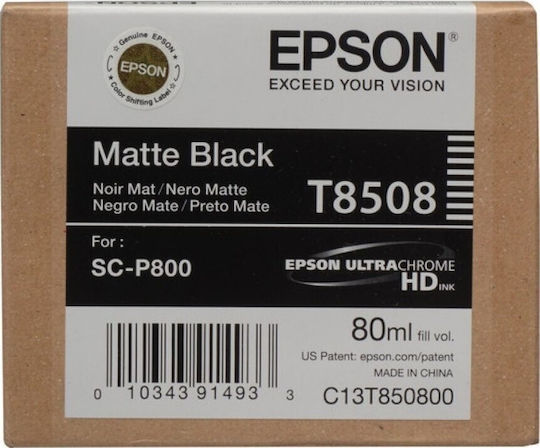 Genuine EPSON
EPSON
Color Shifting Label
EPSON®
EXCEED YOUR VISION
Matte Black
Noir Mat/Nero Matte
Negro Mate/Preto Mate
T8508
For :
SC-P800
EPSON ULTRACHROME
HD INK
80ml fill vol.
US Patent: epson.com/patent
MADE IN CHINA
C13T850800
0 10343 91493 3